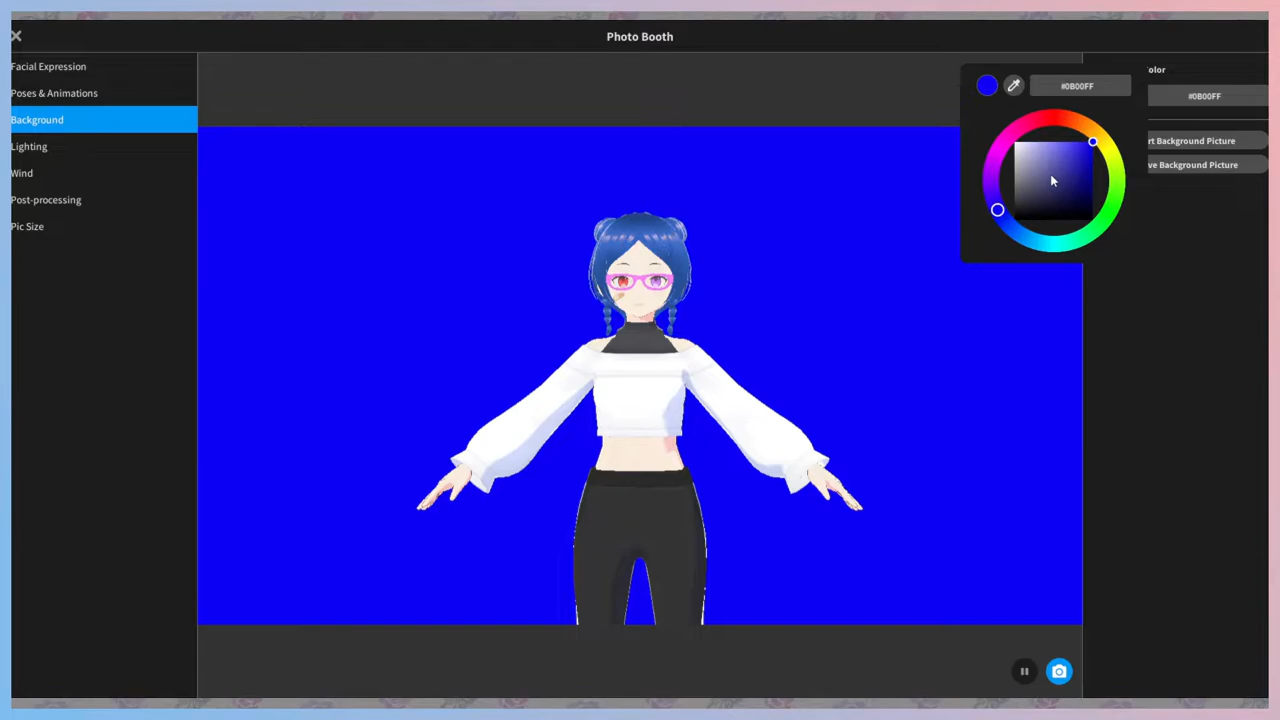 Photo Booth
Facial Expression
Poses & Animations
Background
Lighting
Wind
Post-processing
Pic Size
#0B00FF
olor
#0B00FF
rt Background Picture
ve Background Picture